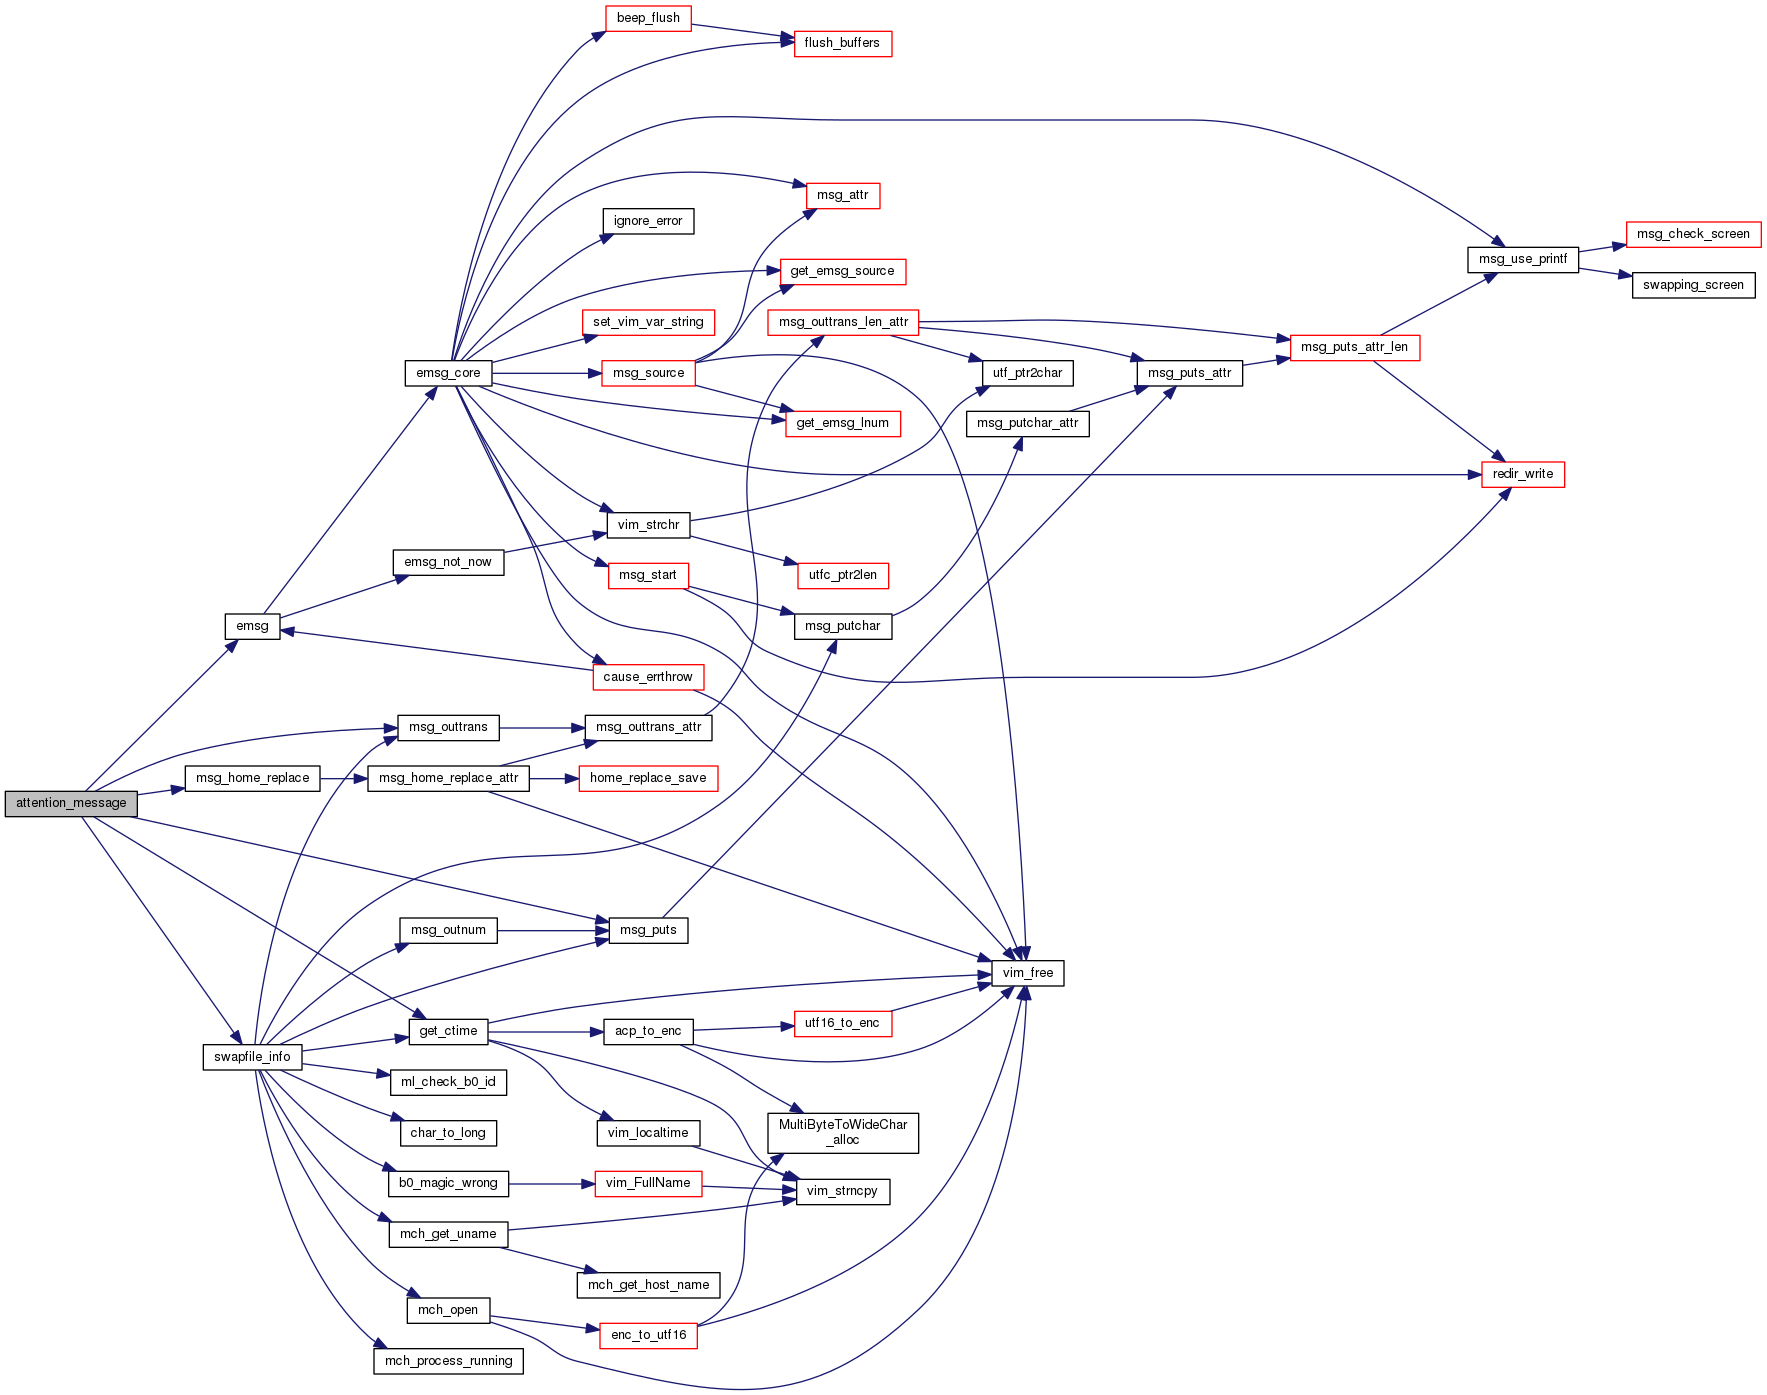 beep_flush
flush_buffers
msg_attr
ignore_error
msg_check_screen
msg_use_printf
get_emsg_source
swapping_screen
set_vim_var_string
msg_outtrans_len_attr
msg_puts_attr_len
emsg_core
msg_source
utf_ptr2char
msg_puts_attr
get_emsg_lnum
msg_putchar_attr
redir_write
vim_strchr
emsg_not_now
msg_start
utfc_ptr2len
emsg
msg_putchar
cause_errthrow
msg_outtrans
msg_outtrans_attr
msg_home_replace
msg_home_replace_attr
home_replace_save
attention_message
msg_outnum
msg_puts
vim_free
get_ctime
acp_to_enc
utf16_to_enc
swapfile_info
ml_check_b0_id
char_to_long
vim_localtime
MultiByteToWideChar
_alloc
b0_magic_wrong
vim_FullName
vim_strncpy
mch_get_uname
mch_get_host_name
mch_open
enc_to_utf16
mch_process_running